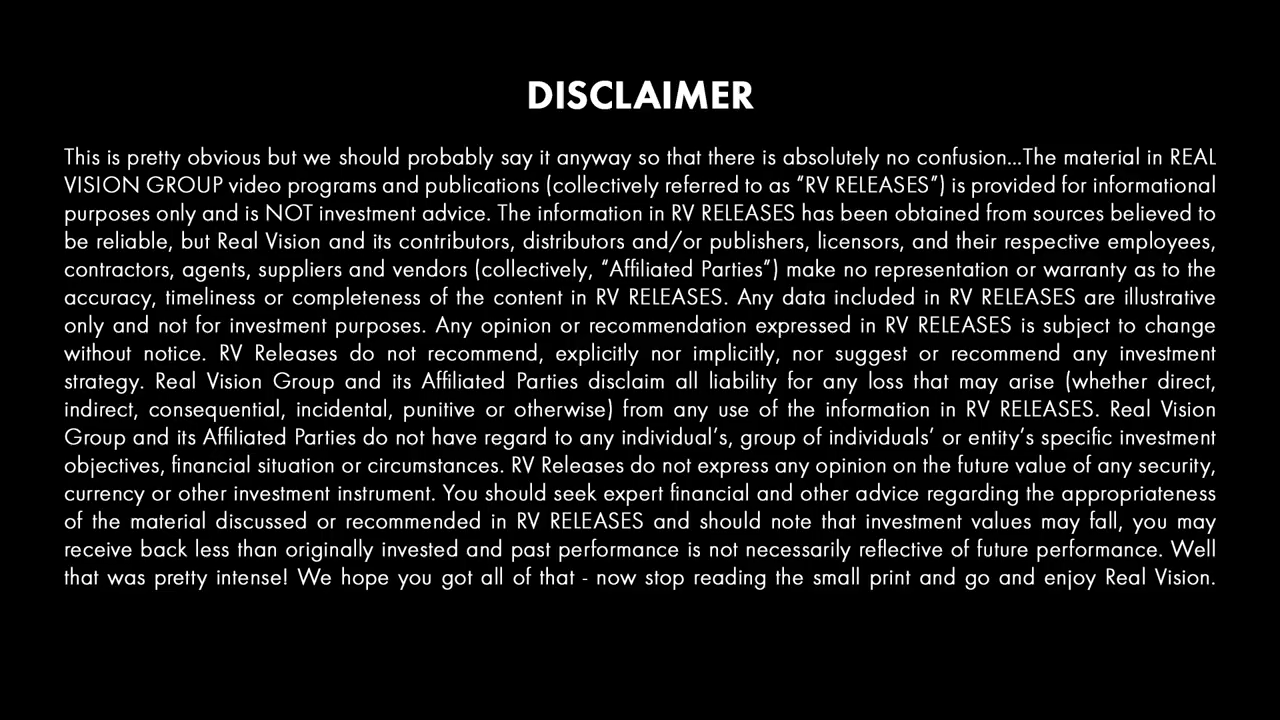 DISCLAIMER
This is pretty obvious but we should probably say it anyway so that there is absolutely no confusion...The material in REAL
VISION GROUP video programs and publications (collectively referred to as “RV RELEASES”) is provided for informational
purposes only and is NOT investment advice. The information in RV RELEASES has been obtained from sources believed to
be reliable, but Real Vision and its contributors, distributors and/or publishers, licensors, and their respective employees,
contractors, agents, suppliers and vendors (collectively, “Affiliated Parties”) make no representation or warranty as to the
accuracy, timeliness or completeness of the content in RV RELEASES. Any data included in RV RELEASES are illustrative
only and not for investment purposes. Any opinion or recommendation expressed in RV RELEASES is subject to change
without notice. RV Releases do not recommend, explicitly nor implicitly, nor suggest or recommend any investment
strategy. Real Vision Group and its Affiliated Parties disclaim all liability for any loss that may arise (whether direct,
indirect, consequential, incidental, punitive or otherwise) from any use of the information in RV RELEASES. Real Vision
Group and its Affiliated Parties do not have regard to any individual’s, group of individuals’ or entity’s specific investment
objectives, financial situation or circumstances. RV Releases do not express any opinion on the future value of any security,
currency or other investment instrument. You should seek expert financial and other advice regarding the appropriateness
of the material discussed or recommended in RV RELEASES and should note that investment values may fall, you may
receive back less than originally invested and past performance is not necessarily reflective of future performance. Well
that was pretty intense! We hope you got all of that - now stop reading the small print and go and enjoy Real Vision.